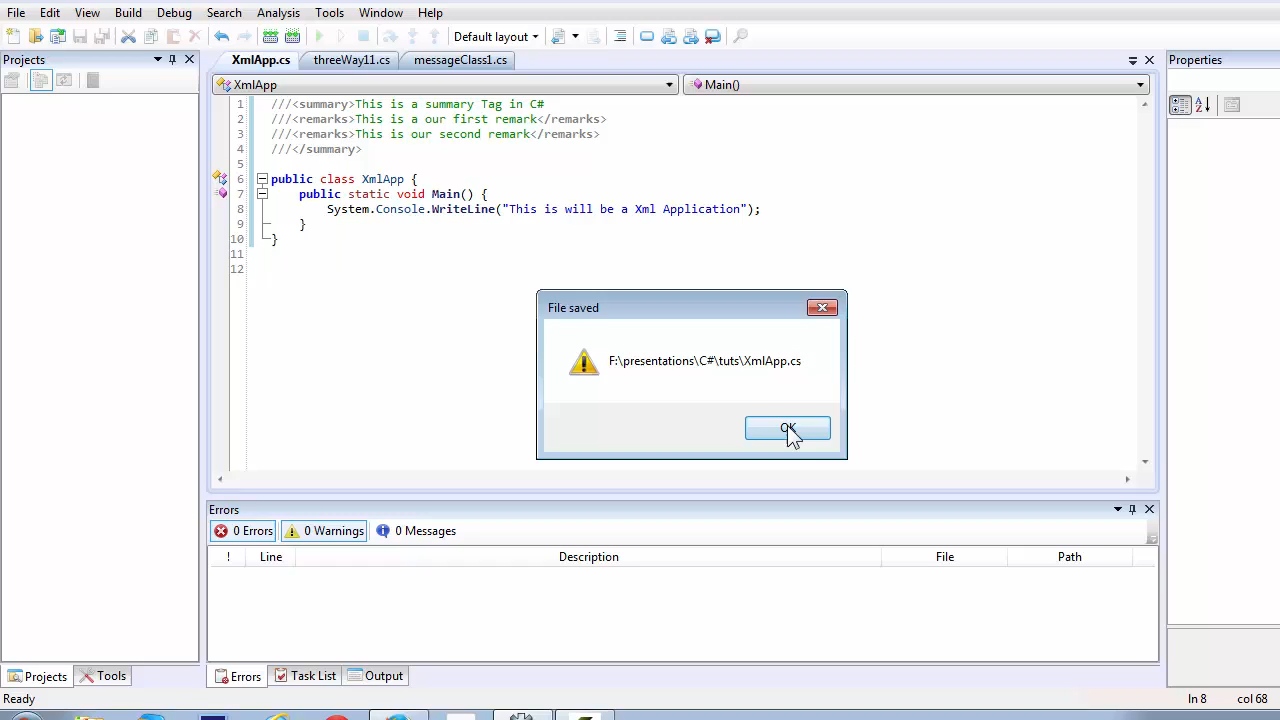 File Edit View Build Debug Search Analysis Tools Window Help
Default layout
Projects
XmlApp.cs threeWay11.cs messageClass1.cs
Properties
XmlApp Main()
1 ///<summary>This is a summary Tag in C#
2 ///<remarks>This is a our first remark</remarks>
3 ///<remarks>This is our second remark</remarks>
4 ///</summary>
5
6 public class XmlApp {
7 public static void Main() {
8 System.Console.WriteLine("This is will be a Xml Application");
9 }
10 }
11
12
File saved
F:\presentations\C#\tuts\XmlApp.cs
OK
Errors
0 Errors 0 Warnings 0 Messages
! Line Description File Path
Projects Tools Errors Task List Output
Ready ln 8 col 68